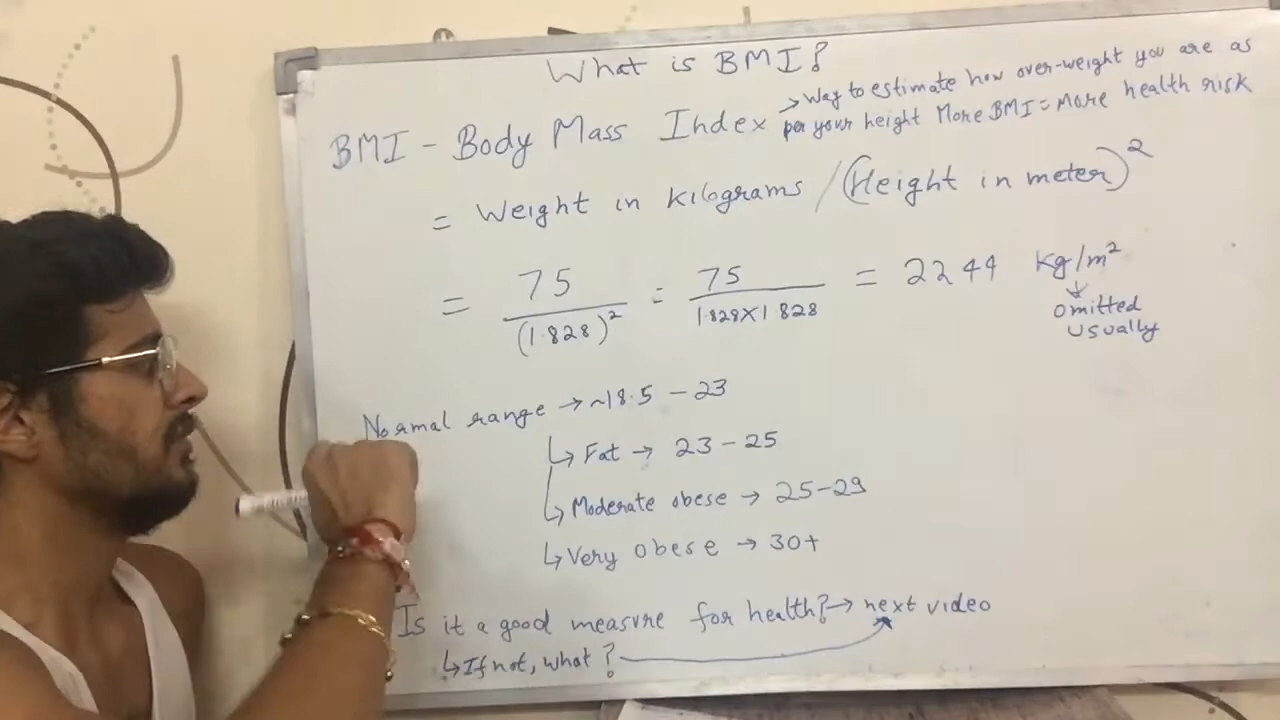 What is BMI?
BMI - Body Mass Index → Way to estimate how over-weight you are as
per your height More BMI = More health risk
= Weight in kilograms / (Height in meter)²
= 75/(1.828)² = 75/1.828X1.828 = 22.44 kg/m²
↓
omitted
usually
Normal range → ~18.5 - 23
↳ Fat → 23 - 25
↳ Moderate obese → 25-29
↳ Very obese → 30+
Is it a good measure for health? → next video
↳ If not, what?